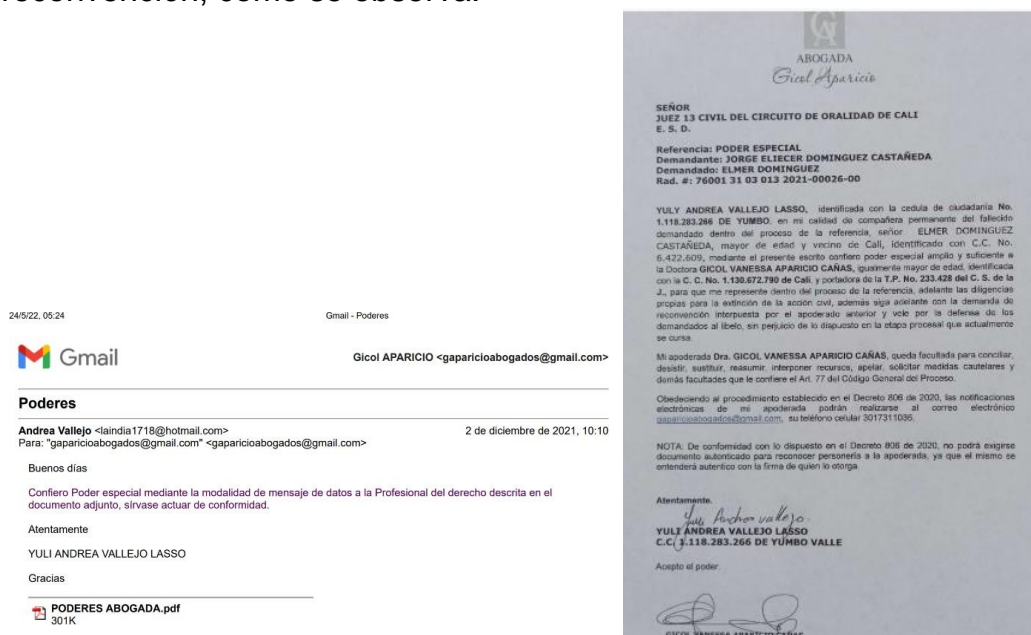 reconvención, como se observa.
24/5/22, 05:24
Gmail - Poderes
Gmail
Gicol APARICIO <gaparicioabogados@gmail.com>
Poderes
Andrea Vallejo <laindia1718@hotmail.com>
2 de diciembre de 2021, 10:10
Para: "gaparicioabogados@gmail.com" <gaparicioabogados@gmail.com>
Buenos días
Confiero Poder especial mediante la modalidad de mensaje de datos a la Profesional del derecho descrita en el
documento adjunto, sírvase actuar de conformidad.
Atentamente
YULI ANDREA VALLEJO LASSO
Gracias
PODERES ABOGADA.pdf
301K
GA
ABOGADA
Gicol Aparicio
SEÑOR
JUEZ 13 CIVIL DEL CIRCUITO DE ORALIDAD DE CALI
E. S. D.
Referencia: PODER ESPECIAL
Demandante: JORGE ELIECER DOMINGUEZ CASTAÑEDA
Demandado: ELMER DOMINGUEZ
Rad. #: 76001 31 03 013 2021-00026-00
YULY ANDREA VALLEJO LASSO, identificada con la cedula de ciudadania No.
1.118.283.266 DE YUMBO, en mi calidad de compañera permanente del fallecido
demandado dentro del proceso de la referencia, señor ELMER DOMINGUEZ
CASTAÑEDA, mayor de edad y vecino de Cali, identificado con C.C. No.
6.422.609, mediante el presente escrito confiero poder especial amplio y suficiente a
la Doctora GICOL VANESSA APARICIO CAÑAS, igualmente mayor de edad, identificada
con la C. C. No. 1.130.672.790 de Cali, y portadora de la T.P. No. 233.428 del C. S. de la
J., para que me represente dentro del proceso de la referencia, adelante las diligencias
propias para la extinción de la acción civil, además siga adelante con la demanda de
reconvención interpuesta por el apoderado anterior y vele por la defensa de los
demandados al libelo, sin perjuicio de lo dispuesto en la etapa procesal que actualmente
se cursa.
Mi apoderada Dra. GICOL VANESSA APARICIO CAÑAS, queda facultada para conciliar,
desistir, sustituir, reasumir, interponer recursos, apelar, solicitar medidas cautelares y
demás facultades que le confiere el Art. 77 del Código General del Proceso.
Obedeciendo al procedimiento establecido en el Decreto 806 de 2020, las notificaciones
electrónicas de mi apoderada podrán realizarse al correo electrónico
gaparicioabogados@gmail.com, su teléfono celular 3017311036.
NOTA: De conformidad con lo dispuesto en el Decreto 806 de 2020, no podrá exigirse
documento autenticado para reconocer personería a la apoderada, ya que el mismo se
entenderá autentico con la firma de quien lo otorga.
Atentamente.
Yuli Andrea vallejo.
YULI ANDREA VALLEJO LASSO
C.C. 1.118.283.266 DE YUMBO VALLE
Acepto el poder.
GICOL VANESSA APARICIO CAÑAS